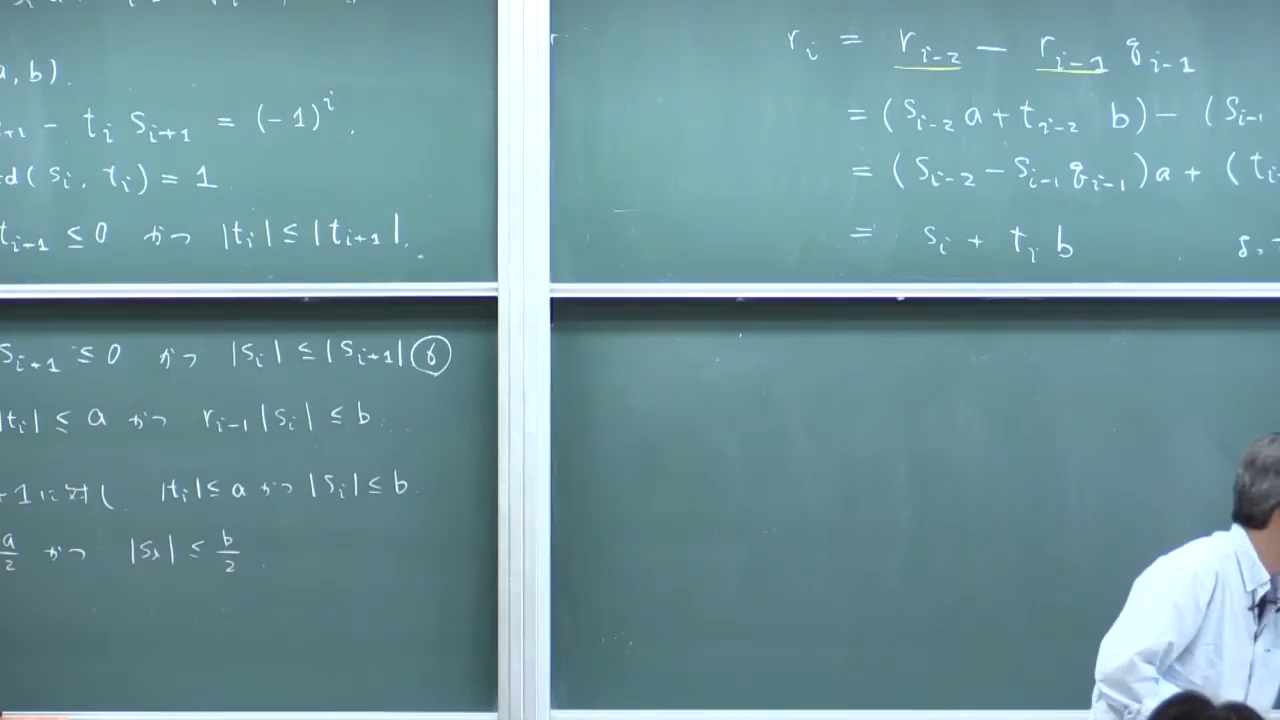 a, b).
i+1 - t_i s_{i+1} = (-1)^i.
d(s_i, t_i) = 1
t_{i+1} ≤ 0 かつ |t_i| ≤ |t_{i+1}|.
s_{i+1} ≤ 0 かつ |s_i| ≤ |s_{i+1}| ⑥
|t_i| ≤ a かつ r_{i-1}|s_i| ≤ b.
+1に対し |t_i| ≤ a かつ |s_i| ≤ b.
a/2 かつ |s_λ| ≤ b/2.
r_i = r_{i-2} - r_{i-1} q_{i-1}
= (s_{i-2} a + t_{i-2} b) - (s_{i-1}
= (s_{i-2} - s_{i-1} q_{i-1})a + (t_{i-
= s_i + t_i b